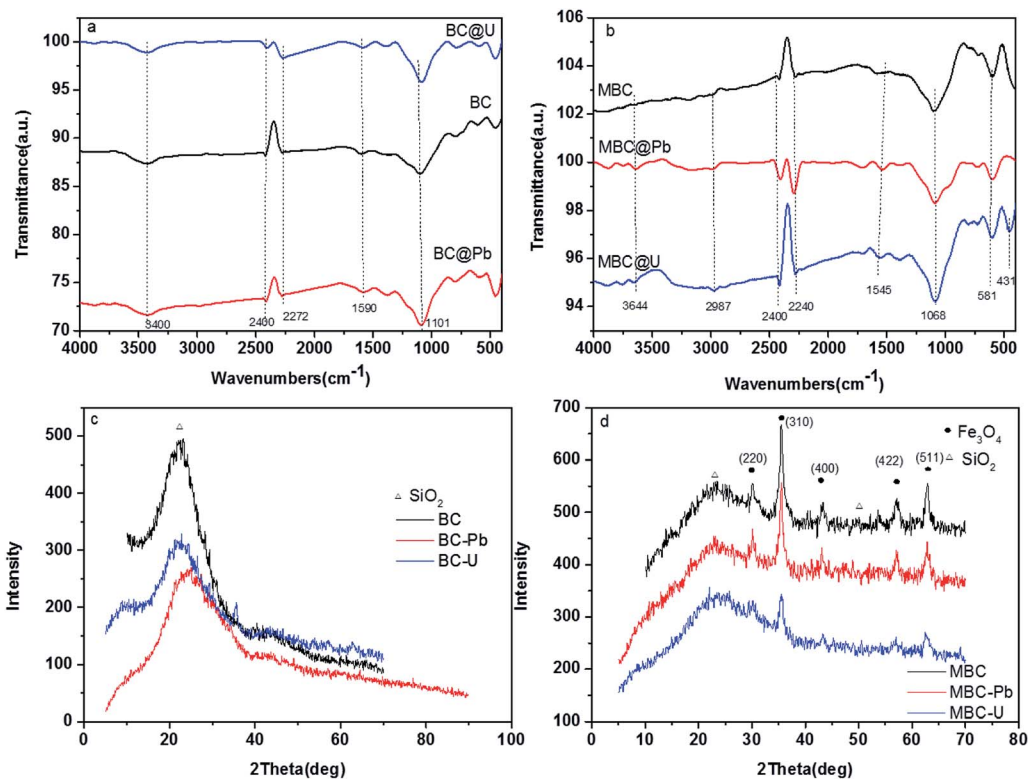 a
BC@U
BC
BC@Pb
3400
2400
2272
1590
1101
100
95
90
85
80
75
70
Transmittance(a.u.)
4000 3500 3000 2500 2000 1500 1000 500
Wavenumbers(cm-1)
b
MBC
MBC@Pb
MBC@U
3644
2987
2400
2240
1545
1068
581
431
106
104
102
100
98
96
94
Transmittance(a.u.)
4000 3500 3000 2500 2000 1500 1000 500
Wavenumbers(cm-1)
c
△
△ SiO2
BC
BC-Pb
BC-U
500
400
300
200
100
0
Intensity
0 20 40 60 80 100
2Theta(deg)
d
(220)
(310)
(400)
(422)
(511)
● Fe3O4
△ SiO2
MBC
MBC-Pb
MBC-U
700
600
500
400
300
200
100
Intensity
0 10 20 30 40 50 60 70 80
2Theta(deg)